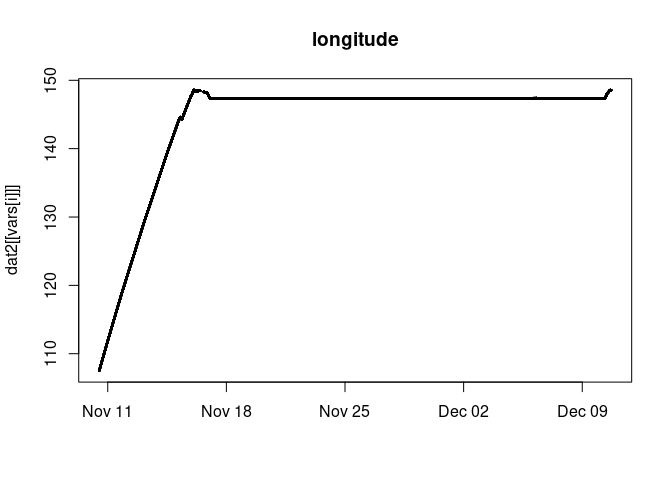 longitude
dat2[[vars[i]]]
150
140
130
120
110
Nov 11
Nov 18
Nov 25
Dec 02
Dec 09